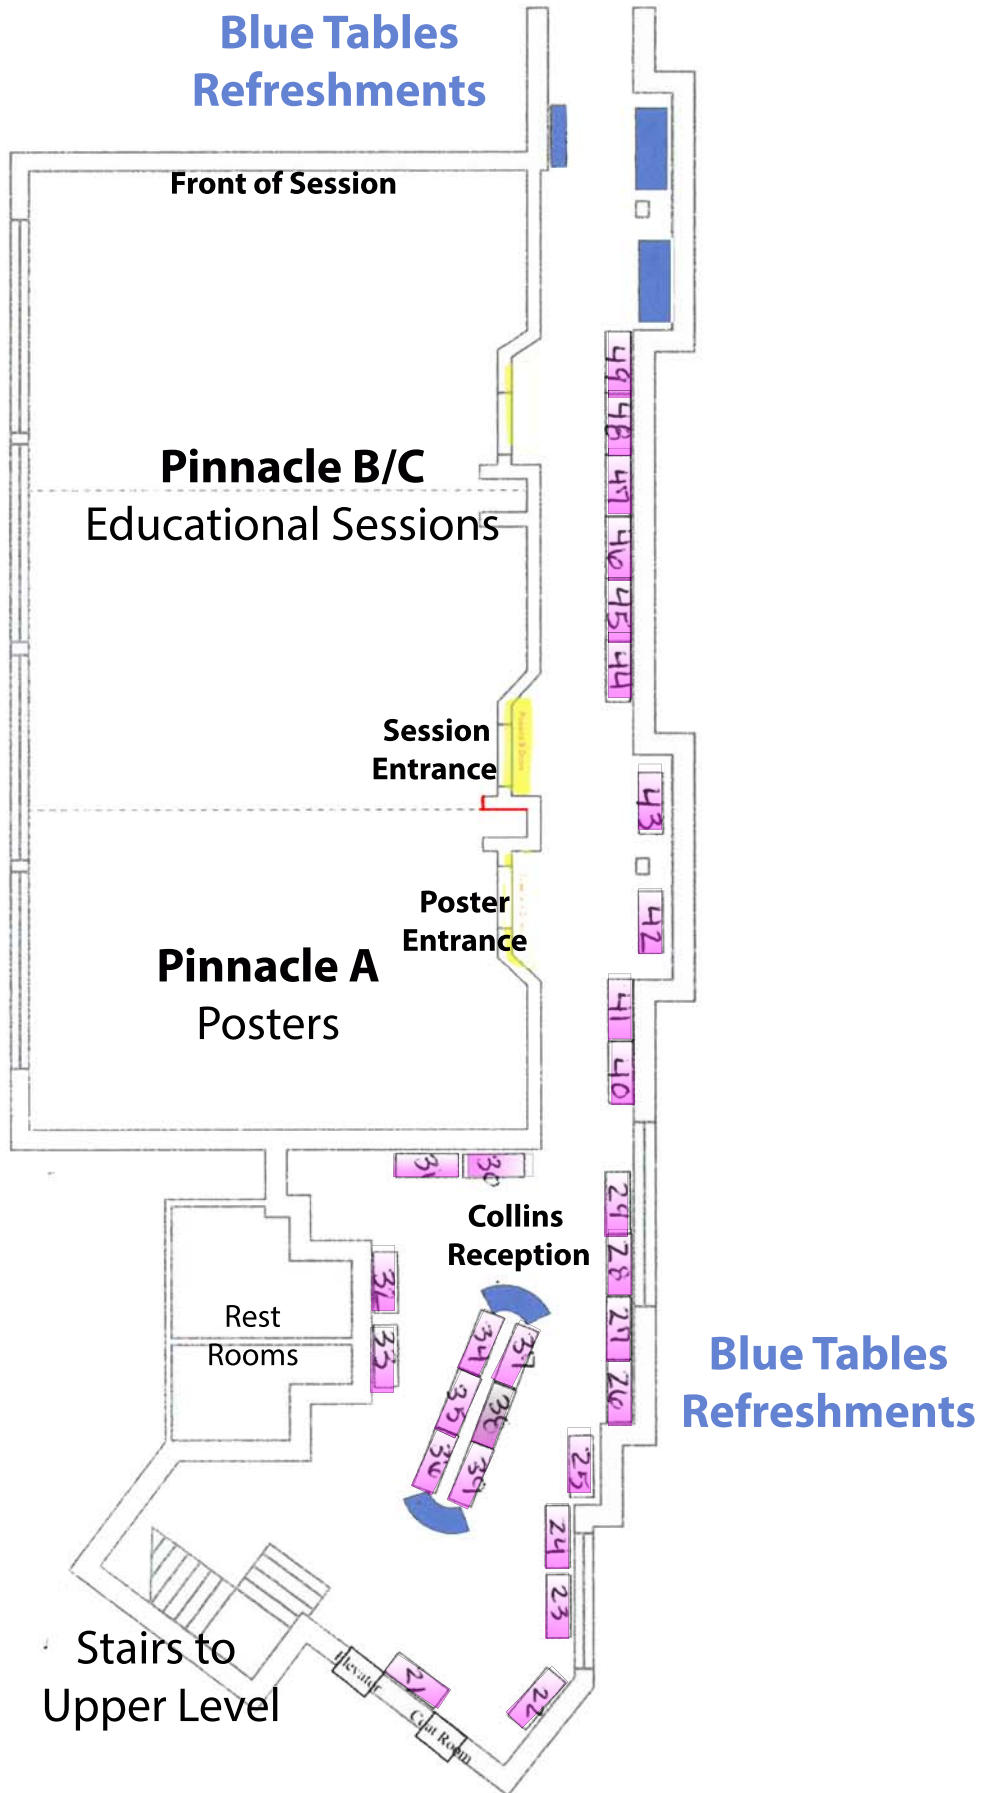 Blue Tables
Refreshments
Front of Session
49
48
47
Pinnacle B/C
Educational Sessions
46
45
44
Session
Entrance
43
Poster
Entrance
42
Pinnacle A
Posters
41
40
31
30
Collins
Reception
29
28
32
Rest
Rooms
33
34
37
27
Blue Tables
Refreshments
26
35
38
36
39
25
24
23
Stairs to
Upper Level
Elevator
21
22
Coat Room